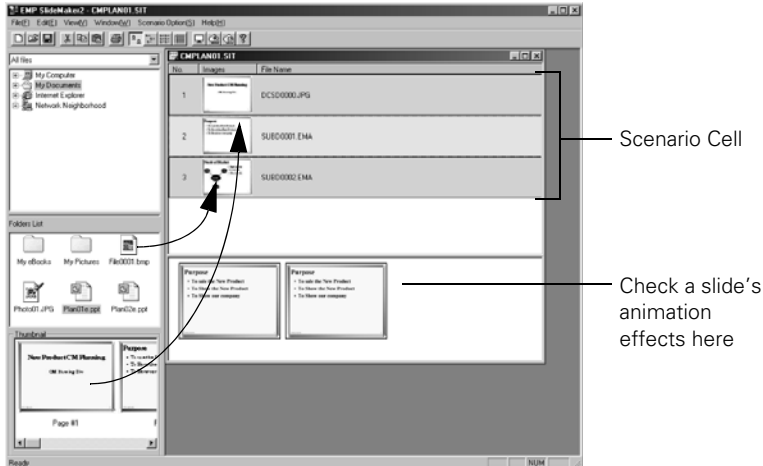 EMP SlideMaker2 - CMPLAN01.SIT
File(F) Edit(E) View(V) Window(W) Scenario Option(S) Help(H)
All files
My Computer
My Documents
Internet Explorer
Network Neighborhood
Folders List
My eBooks My Pictures File0001.bmp
Photo01.JPG Plan01e.ppt Plan02e.ppt
Thumbnail
New Product CM Planning
Purpose
Page #1
Ready
CMPLAN01.SIT
No. Images File Name
1 New Product CM Planning DCSD0000.JPG
2 Purpose SUBD0001.EMA
3 SUBD0002.EMA
Purpose
• To sale the New Product
• To Show the New Product
• To Show our company
Purpose
• To sale the New Product
• To Show the New Product
• To Show our company
NUM
Scenario Cell
Check a slide's
animation
effects here